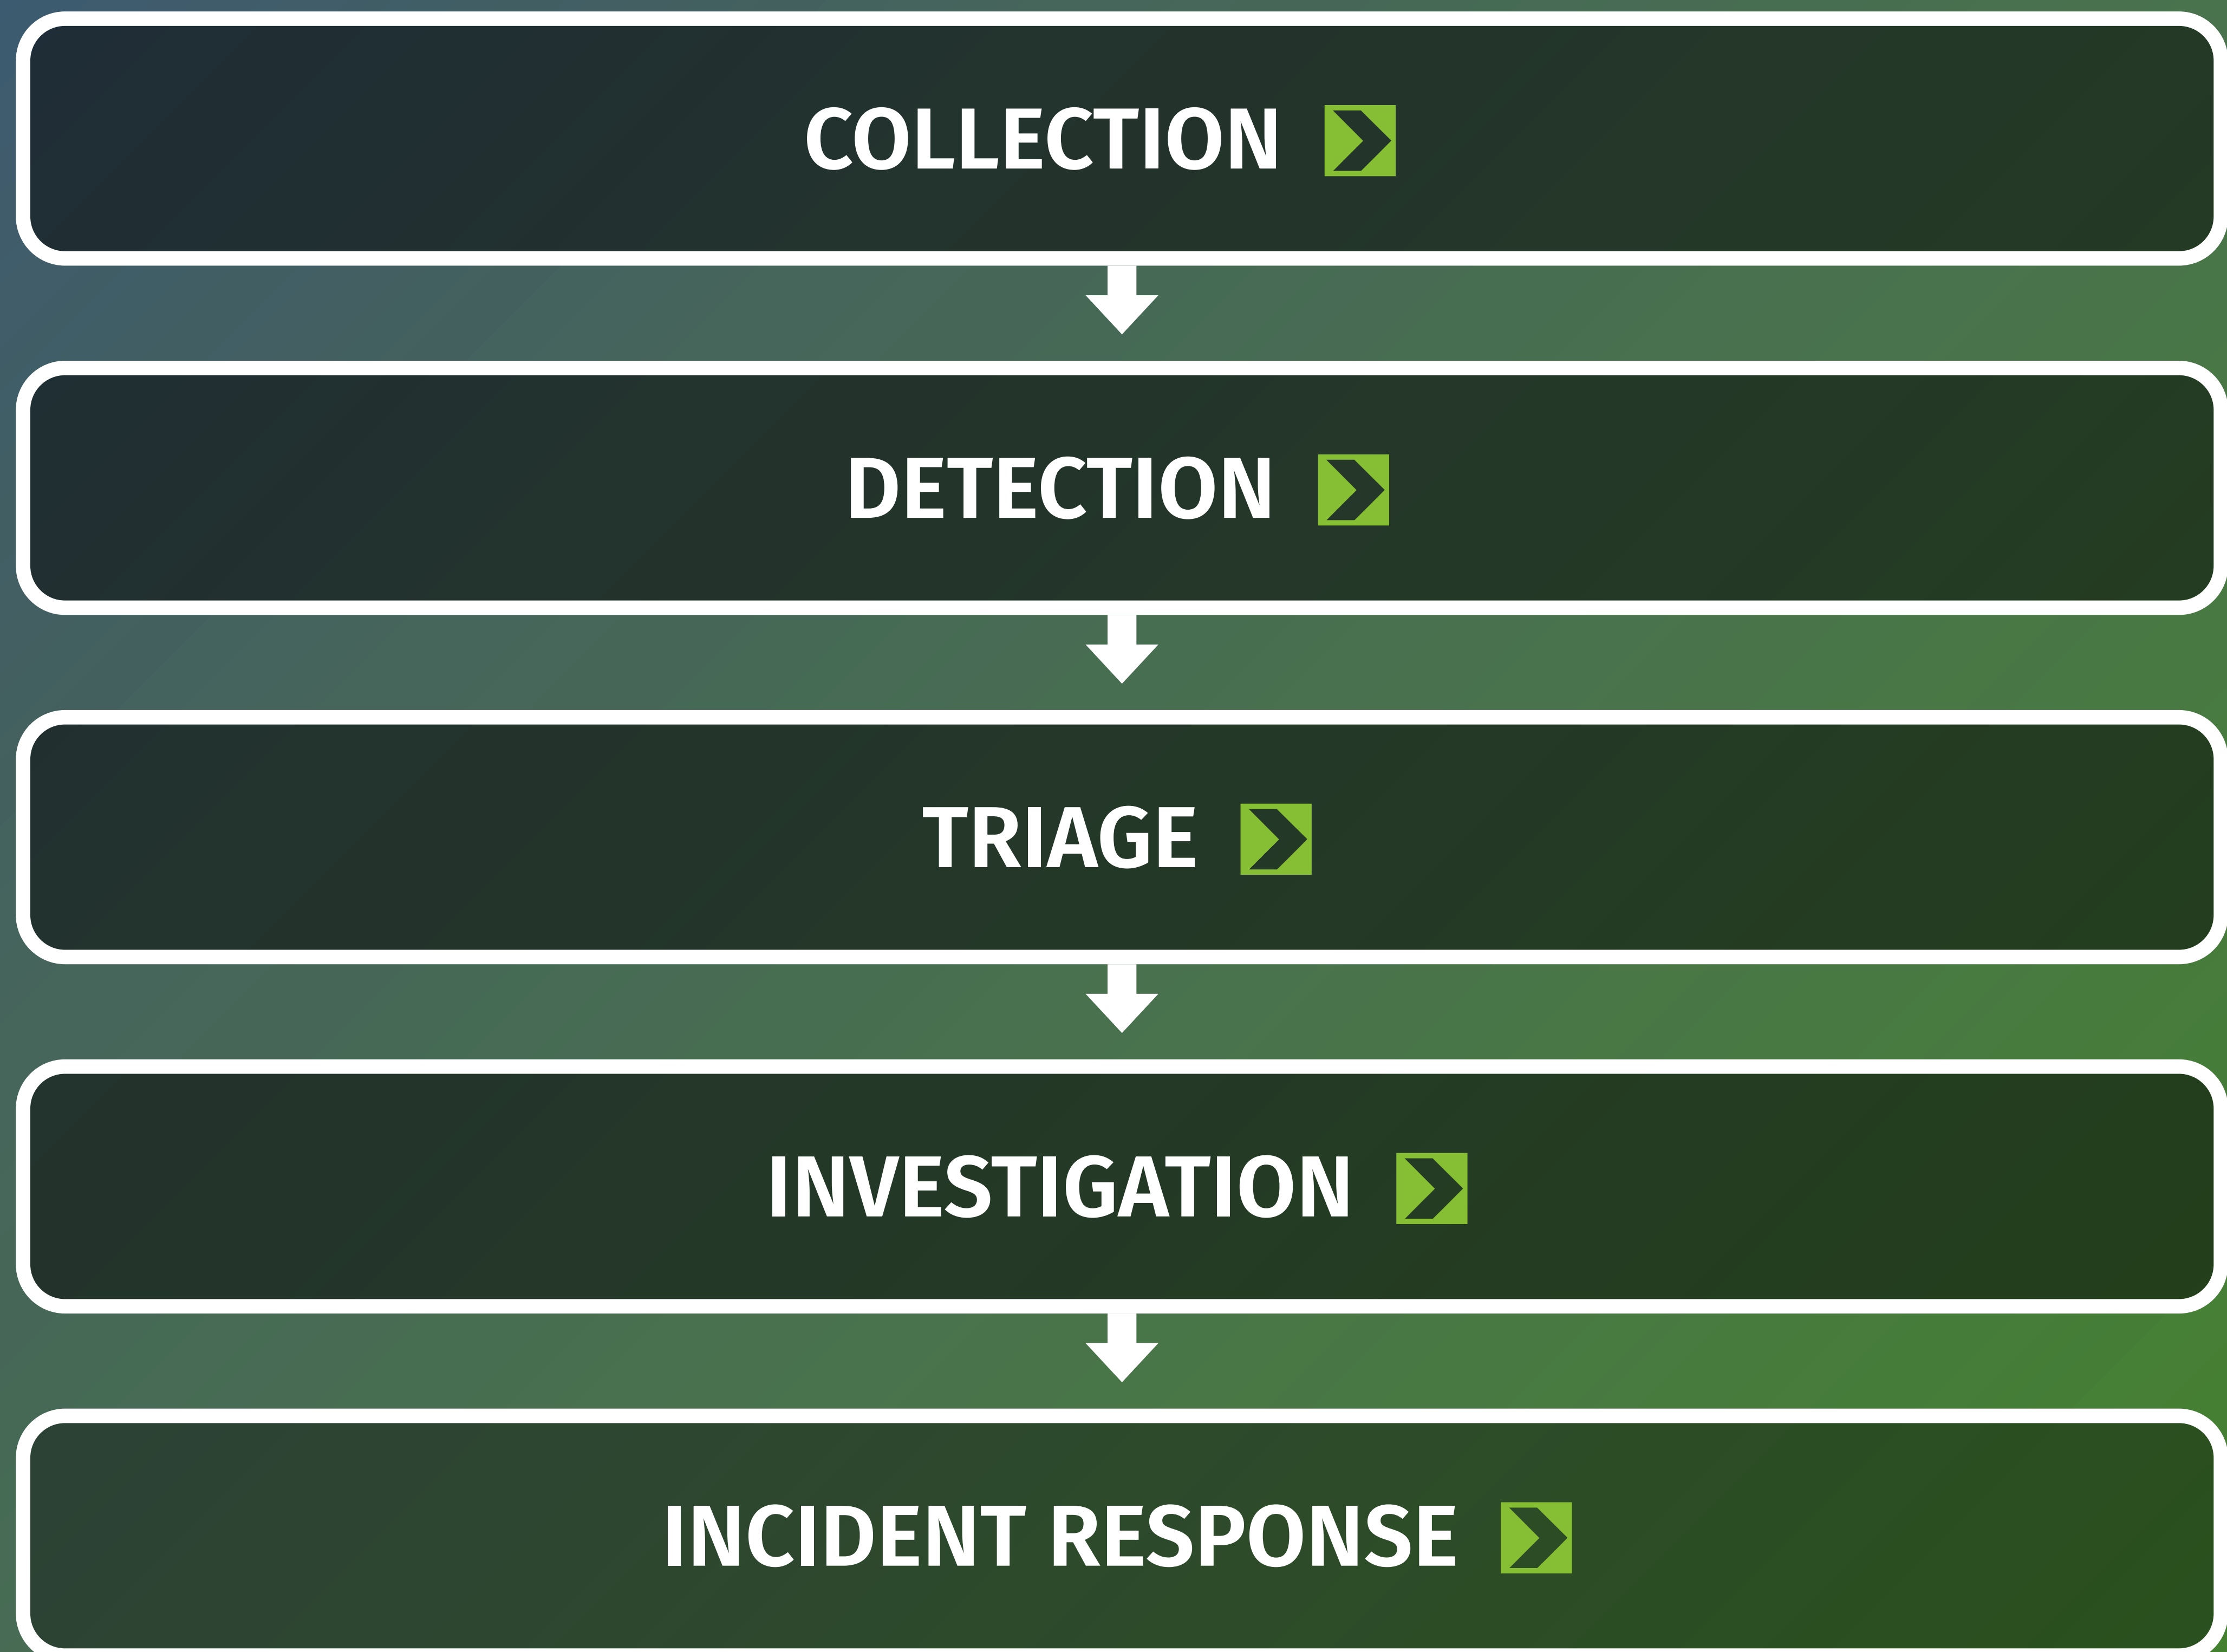 COLLECTION
DETECTION
TRIAGE
INVESTIGATION
INCIDENT RESPONSE